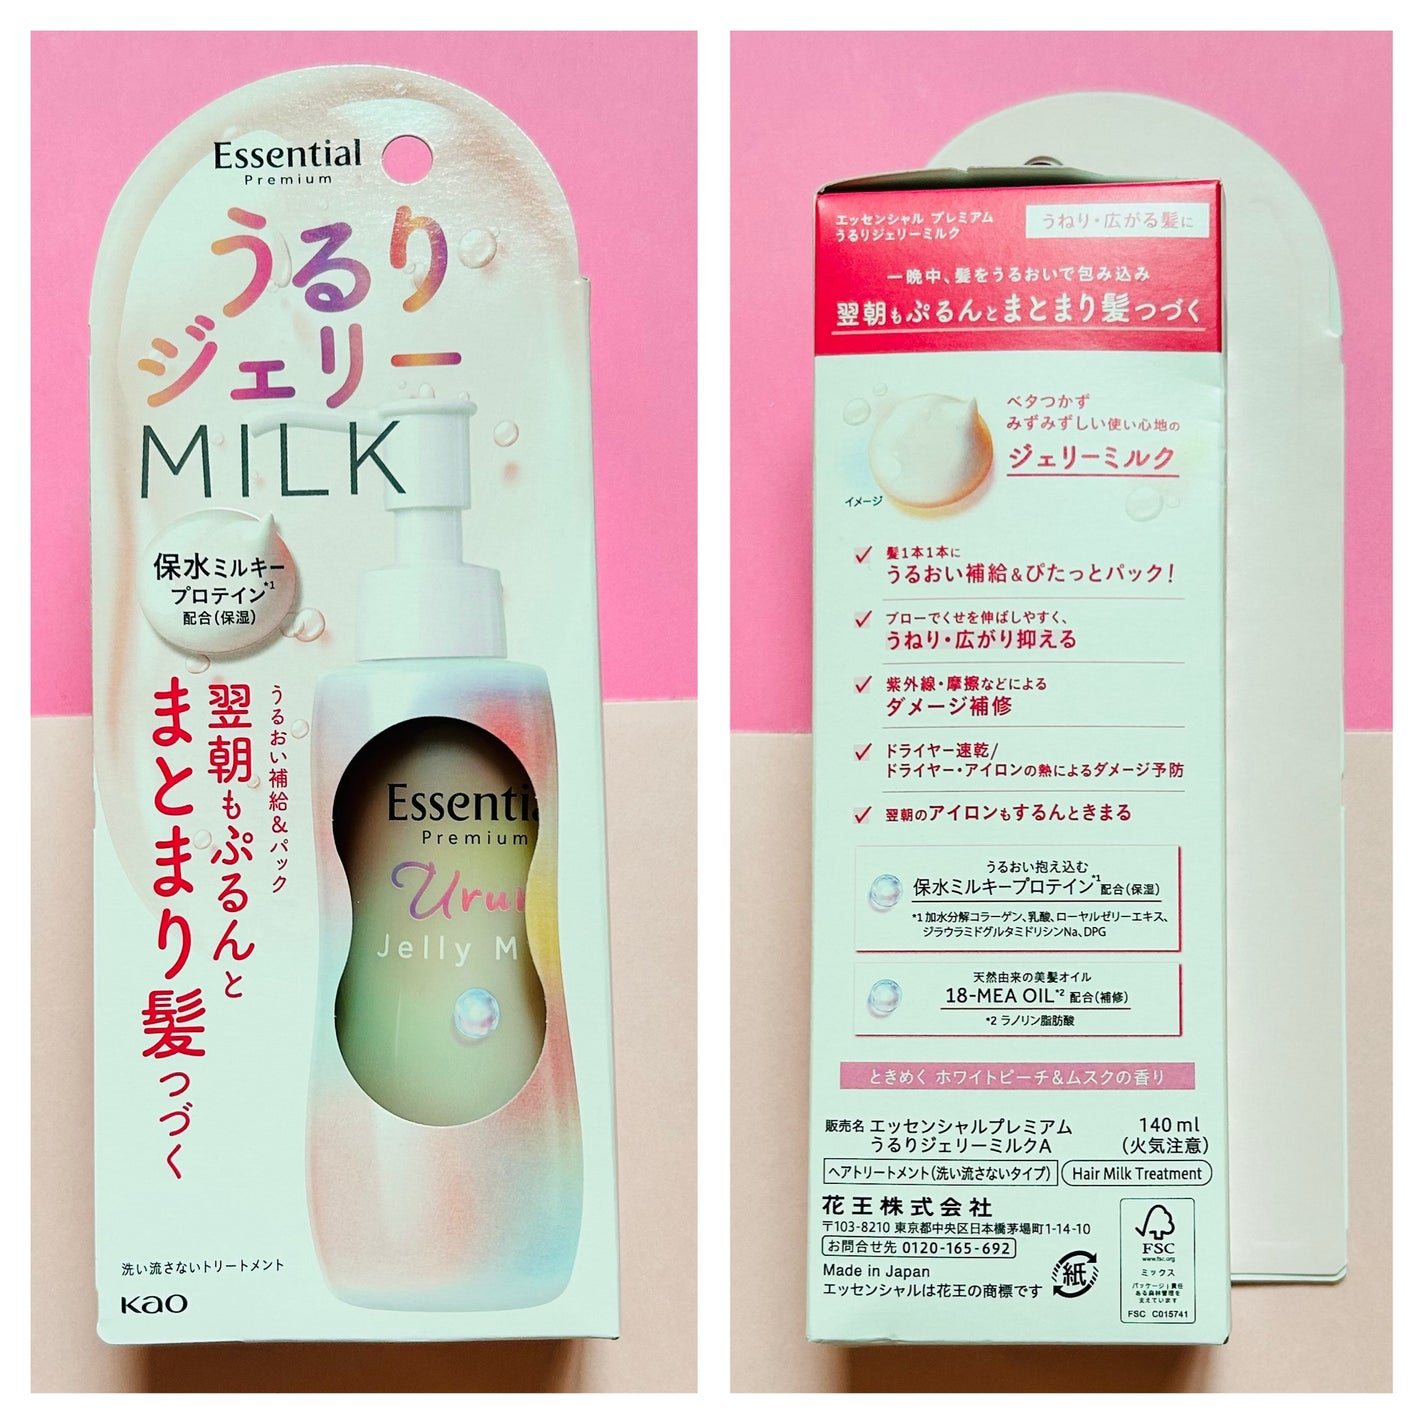 Essential
Premium
うるり
ジェリー
MILK
保水ミルキー
プロテイン*1
配合(保湿)
うるおい補給&パック
翌朝もぷるんと
まとまり髪つづく
Essentia
Premium
Urur
Jelly M
洗い流さないトリートメント
Kao
エッセンシャル プレミアム
うるりジェリーミルク
うねり・広がる髪に
一晩中、髪をうるおいで包み込み
翌朝もぷるんとまとまり髪つづく
ベタつかず
みずみずしい使い心地の
ジェリーミルク
イメージ
髪1本1本に
うるおい補給&ぴたっとパック!
ブローでくせを伸ばしやすく、
うねり・広がり抑える
紫外線・摩擦などによる
ダメージ補修
ドライヤー速乾/
ドライヤー・アイロンの熱によるダメージ予防
翌朝のアイロンもするんときまる
うるおい抱え込む
保水ミルキープロテイン*1配合(保湿)
*1 加水分解コラーゲン、乳酸、ローヤルゼリーエキス、
ジラウラミドグルタミドリシンNa、DPG
天然由来の美髪オイル
18-MEA OIL*2 配合(補修)
*2 ラノリン脂肪酸
ときめく ホワイトピーチ&ムスクの香り
販売名 エッセンシャルプレミアム
うるりジェリーミルクA
140 ml
(火気注意)
ヘアトリートメント(洗い流さないタイプ)
Hair Milk Treatment
花王株式会社
〒103-8210 東京都中央区日本橋茅場町1-14-10
お問合せ先 0120-165-692
Made in Japan
エッセンシャルは花王の商標です
紙
FSC
www.fsc.org
ミックス
パッケージ|責任
ある森林管理を
支えています
FSC C015741